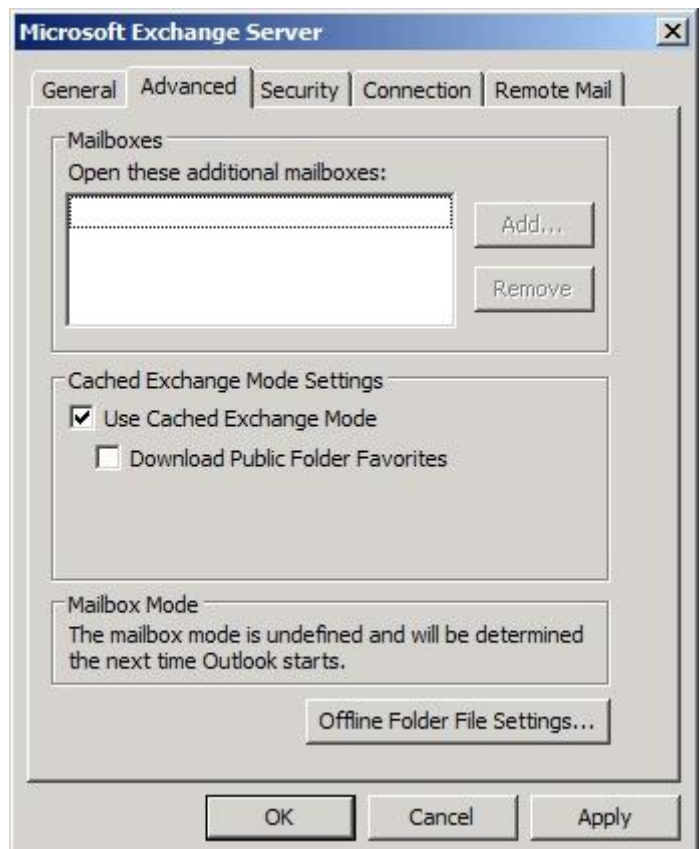 Microsoft Exchange Server
General Advanced Security Connection Remote Mail
Mailboxes
Open these additional mailboxes:
Add...
Remove
Cached Exchange Mode Settings
Use Cached Exchange Mode
Download Public Folder Favorites
Mailbox Mode
The mailbox mode is undefined and will be determined
the next time Outlook starts.
Offline Folder File Settings...
OK Cancel Apply